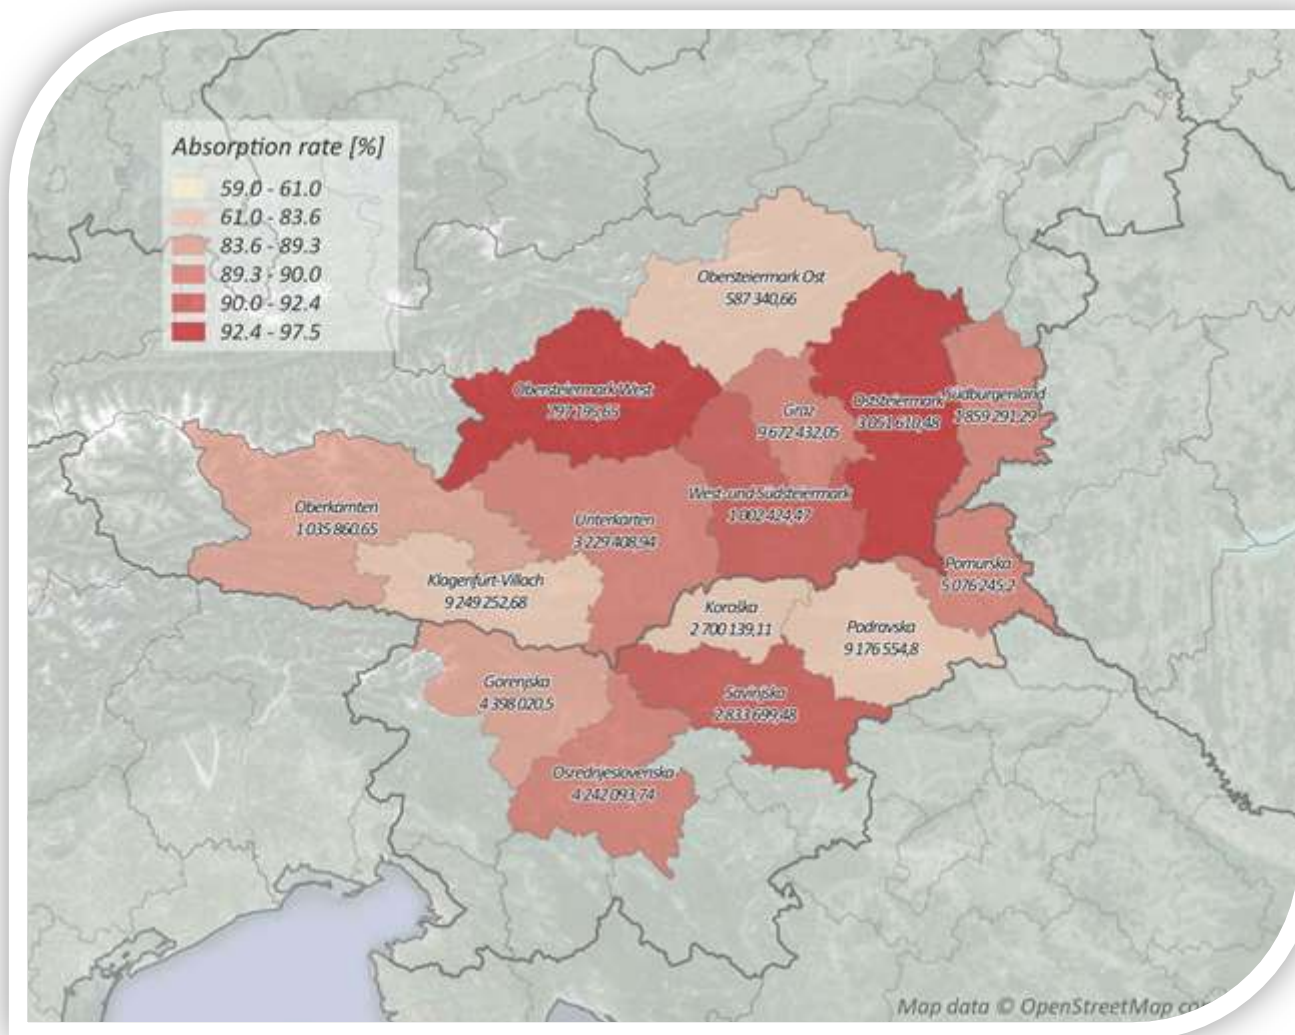 Absorption rate [%]
59.0 - 61.0
61.0 - 83.6
83.6 - 89.3
89.3 - 90.0
90.0 - 92.4
92.4 - 97.5
Obersteiermark Ost
587 340,66
Obersteiermark West
797 195,65
Graz
9 672 432,05
Oststeiermark
3 051 610,48
Südburgenland
1 859 291,29
West- und Südsteiermark
1 002 424,47
Oberkärnten
1 035 860,65
Unterkärten
3 229 408,94
Klagenfurt-Villach
9 249 252,68
Pomurska
5 076 245,2
Koroška
2 700 139,11
Podravska
9 176 554,8
Gorenjska
4 398 020,5
Savinjska
2 833 699,48
Osrednjeslovenska
4 242 093,74
Map data © OpenStreetMap